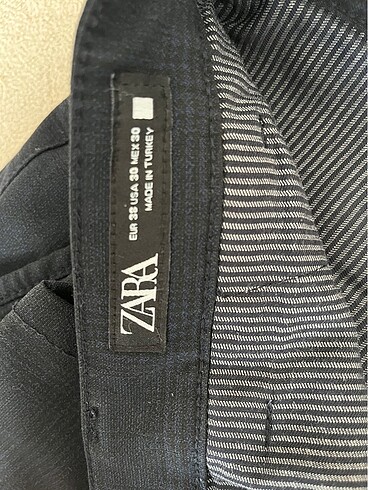 ZARA
EUR 38 USA 30 MEX 30
MADE IN TURKEY